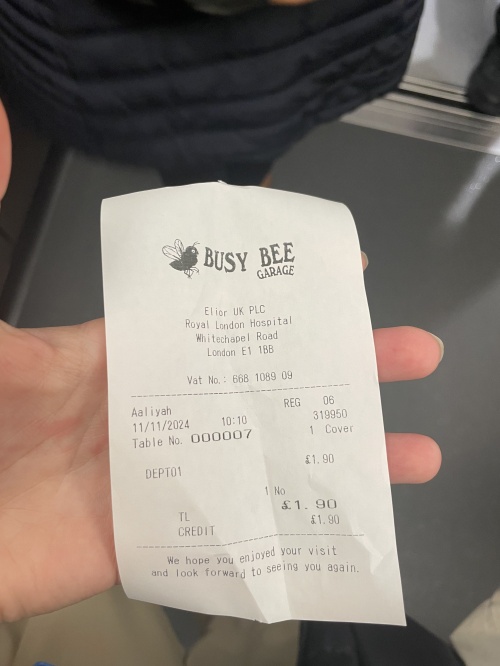 BUSY BEE
GARAGE
Elior UK PLC
Royal London Hospital
Whitechapel Road
London E1 1BB
Vat No.: 668 1089 09
Aaliyah REG 06
11/11/2024 10:10 319950
Table No. 000007 1 Cover
£1.90
DEPT01
1 No
TL £1.90
CREDIT £1.90
We hope you enjoyed your visit
and look forward to seeing you again.